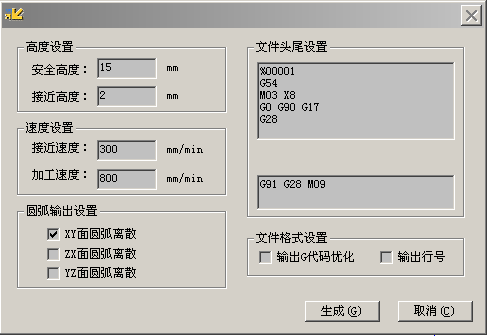 高度设置
安全高度： 15 mm
接近高度： 2 mm
速度设置
接近速度： 300 mm/min
加工速度： 800 mm/min
圆弧输出设置
XY面圆弧离散
ZX面圆弧离散
YZ面圆弧离散
文件头尾设置
%00001
G54
M03 X8
G0 G90 G17
G28
G91 G28 M09
文件格式设置
输出G代码优化 输出行号
生成(G) 取消(C)